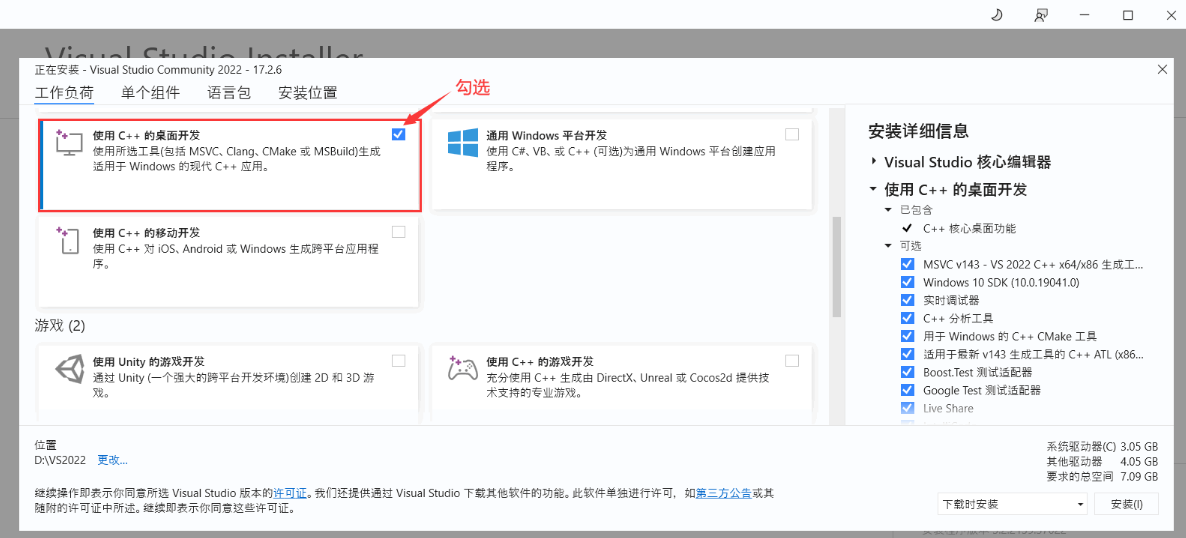 Visual Studio Installer
正在安装 - Visual Studio Community 2022 - 17.2.6
工作负荷 单个组件 语言包 安装位置
勾选
使用 C++ 的桌面开发
使用所选工具(包括 MSVC、Clang、CMake 或 MSBuild)生成
适用于 Windows 的现代 C++ 应用。
通用 Windows 平台开发
使用 C#、VB、或 C++ (可选)为通用 Windows 平台创建应用
程序。
使用 C++ 的移动开发
使用 C++ 对 iOS、Android 或 Windows 生成跨平台应用程
序。
游戏 (2)
使用 Unity 的游戏开发
通过 Unity (一个强大的跨平台开发环境)创建 2D 和 3D 游
戏。
使用 C++ 的游戏开发
充分使用 C++ 生成由 DirectX、Unreal 或 Cocos2d 提供技
术支持的专业游戏。
安装详细信息
Visual Studio 核心编辑器
使用 C++ 的桌面开发
已包含
C++ 核心桌面功能
可选
MSVC v143 - VS 2022 C++ x64/x86 生成工...
Windows 10 SDK (10.0.19041.0)
实时调试器
C++ 分析工具
用于 Windows 的 C++ CMake 工具
适用于最新 v143 生成工具的 C++ ATL (x86...
Boost.Test 测试适配器
Google Test 测试适配器
Live Share
位置
D:\VS2022 更改...
继续操作即表示你同意所选 Visual Studio 版本的许可证。我们还提供通过 Visual Studio 下载其他软件的功能。此软件单独进行许可，如第三方公告或其
随附的许可证中所述。继续即表示你同意这些许可证。
系统驱动器(C) 3.05 GB
其他驱动器 4.05 GB
要求的总空间 7.09 GB
下载时安装
安装(I)